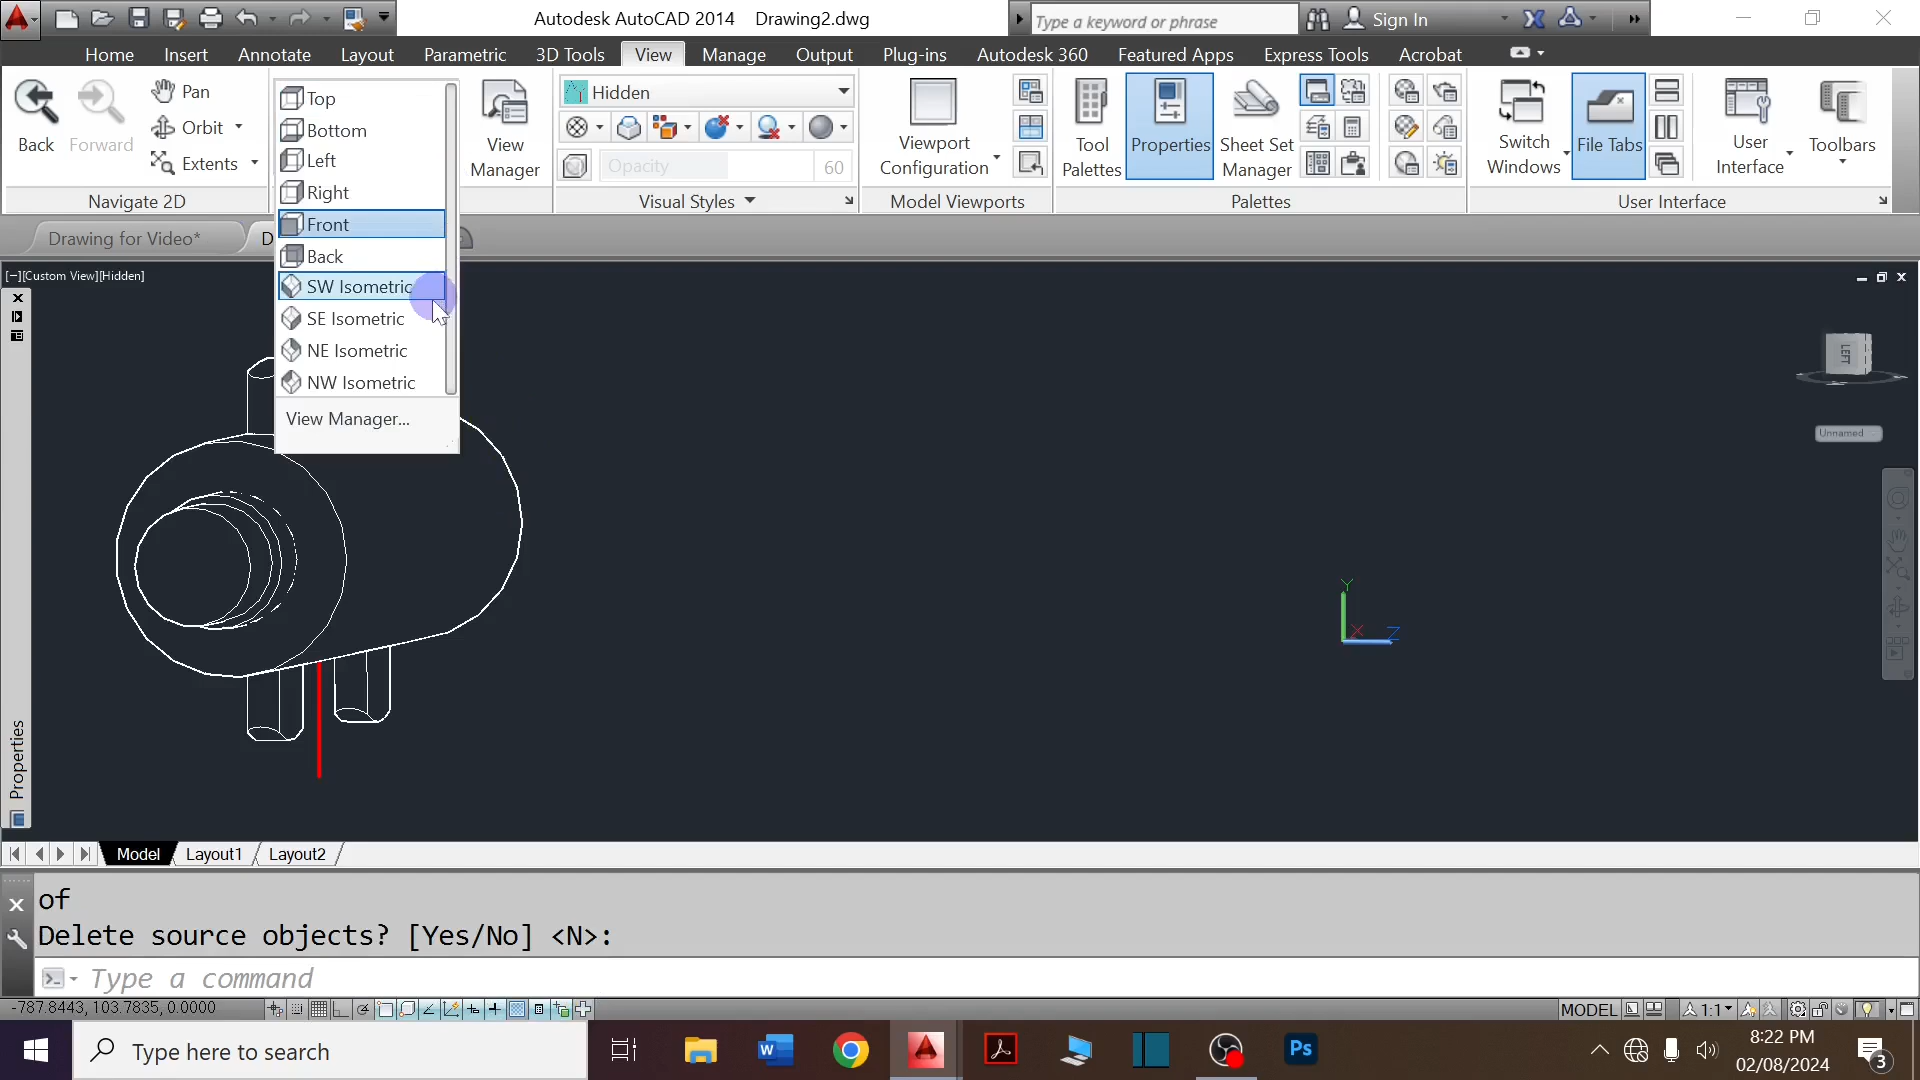 Autodesk AutoCAD 2014    Drawing2.dwg
Type a keyword or phrase
Sign In
Home
Insert
Annotate
Layout
Parametric
3D Tools
View
Manage
Output
Plug-ins
Autodesk 360
Featured Apps
Express Tools
Acrobat
Back
Forward
Pan
Orbit
Extents
Navigate 2D
Top
Bottom
Left
Right
Front
Back
SW Isometric
SE Isometric
NE Isometric
NW Isometric
View Manager...
View
Manager
Hidden
Opacity
60
Visual Styles
Viewport
Configuration
Model Viewports
Tool
Palettes
Properties
Sheet Set
Manager
Palettes
Switch
Windows
File Tabs
User
Interface
Toolbars
User Interface
Drawing for Video*
D
[−][Custom View][Hidden]
LEFT
Unnamed
Y
X
Z
Properties
Model
Layout1
Layout2
of
Delete source objects? [Yes/No] <N>:
Type a command
-787.8443, 103.7835, 0.0000
MODEL
1:1
Type here to search
W
Ps
8:22 PM
02/08/2024
3